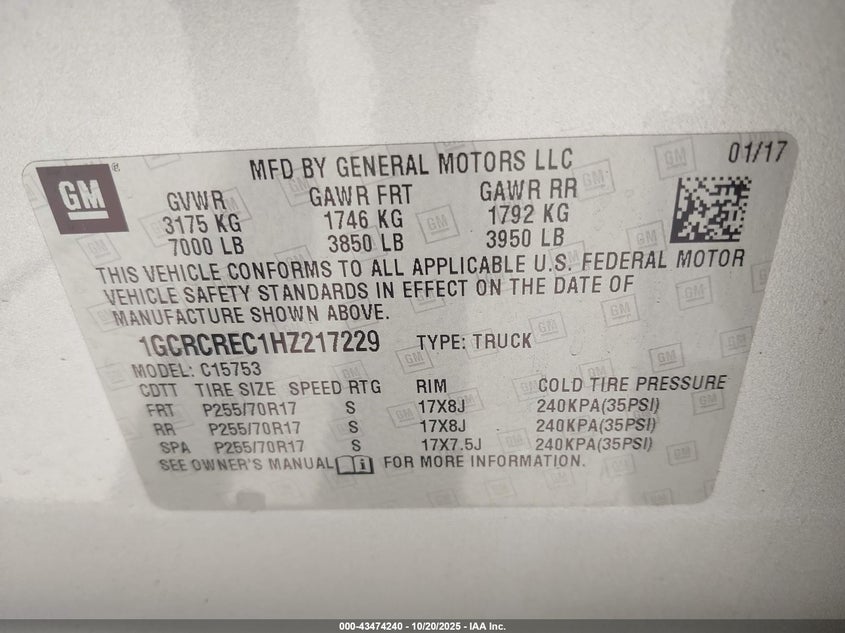 MFD BY GENERAL MOTORS LLC 01/17
GM®
GVWR GAWR FRT GAWR RR
3175 KG 1746 KG 1792 KG
7000 LB 3850 LB 3950 LB
THIS VEHICLE CONFORMS TO ALL APPLICABLE U.S. FEDERAL MOTOR
VEHICLE SAFETY STANDARDS IN EFFECT ON THE DATE OF
MANUFACTURE SHOWN ABOVE.
1GCRCREC1HZ217229 TYPE: TRUCK
MODEL: C15753
CDTT TIRE SIZE SPEED RTG RIM COLD TIRE PRESSURE
FRT P255/70R17 S 17X8J 240KPA(35PSI)
RR P255/70R17 S 17X8J 240KPA(35PSI)
SPA P255/70R17 S 17X7.5J 240KPA(35PSI)
SEE OWNER'S MANUAL i FOR MORE INFORMATION.
000-43474240 - 10/20/2025 - IAA Inc.